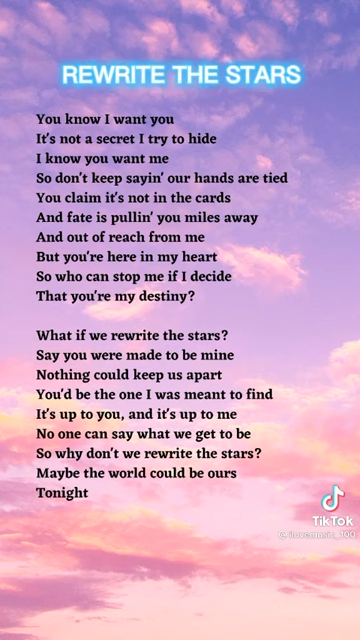 REWRITE THE STARS
You know I want you
It's not a secret I try to hide
I know you want me
So don't keep sayin' our hands are tied
You claim it's not in the cards
And fate is pullin' you miles away
And out of reach from me
But you're here in my heart
So who can stop me if I decide
That you're my destiny?
What if we rewrite the stars?
Say you were made to be mine
Nothing could keep us apart
You'd be the one I was meant to find
It's up to you, and it's up to me
No one can say what we get to be
So why don't we rewrite the stars?
Maybe the world could be ours
Tonight
TikTok